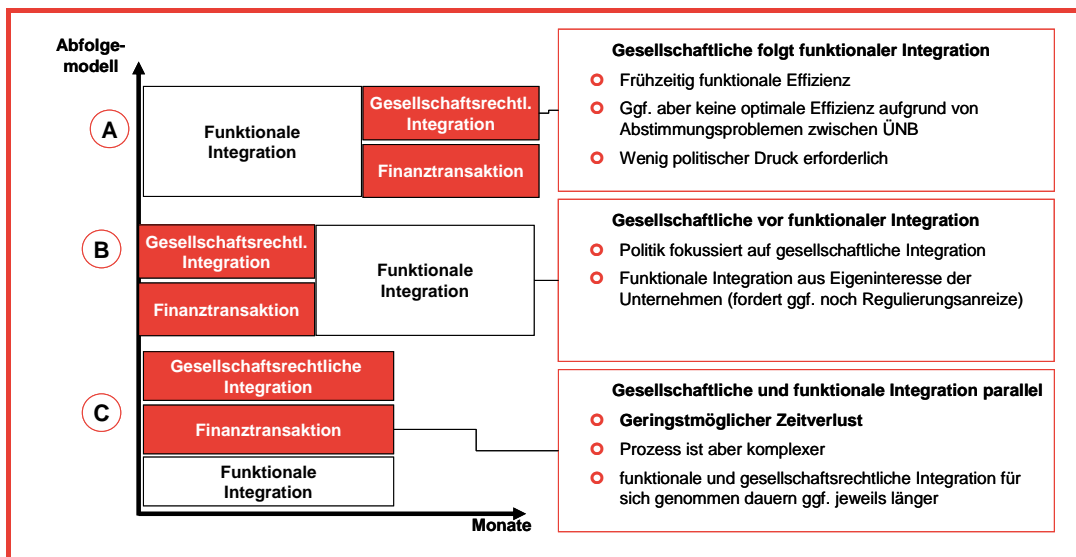 Abfolge-
modell
A
Funktionale
Integration
Gesellschaftsrechtl.
Integration
Finanztransaktion
Gesellschaftliche folgt funktionaler Integration
Frühzeitig funktionale Effizienz
Ggf. aber keine optimale Effizienz aufgrund von
Abstimmungsproblemen zwischen ÜNB
Wenig politischer Druck erforderlich
B
Gesellschaftsrechtl.
Integration
Finanztransaktion
Funktionale
Integration
Gesellschaftliche vor funktionaler Integration
Politik fokussiert auf gesellschaftliche Integration
Funktionale Integration aus Eigeninteresse der
Unternehmen (fordert ggf. noch Regulierungsanreize)
C
Gesellschaftsrechtliche
Integration
Finanztransaktion
Funktionale
Integration
Gesellschaftliche und funktionale Integration parallel
Geringstmöglicher Zeitverlust
Prozess ist aber komplexer
funktionale und gesellschaftsrechtliche Integration für
sich genommen dauern ggf. jeweils länger
Monate